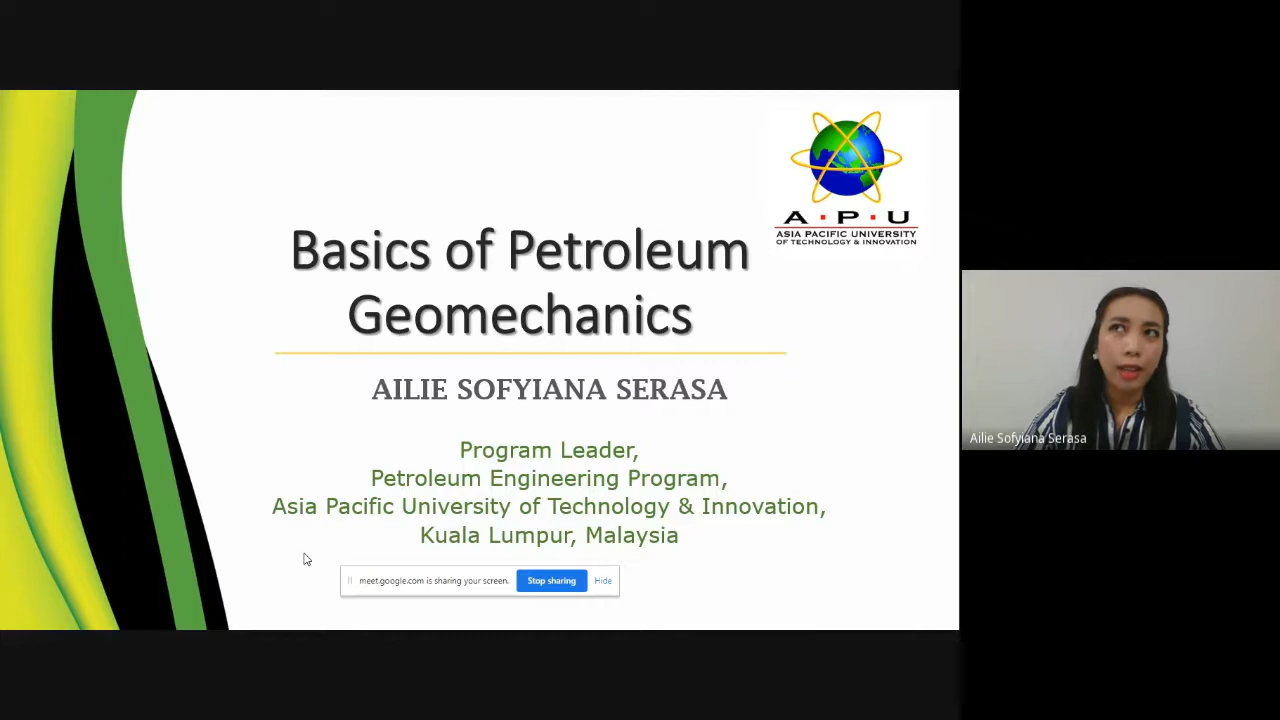 A·P·U
ASIA PACIFIC UNIVERSITY
OF TECHNOLOGY & INNOVATION
Basics of Petroleum
Geomechanics
AILIE SOFYIANA SERASA
Program Leader,
Petroleum Engineering Program,
Asia Pacific University of Technology & Innovation,
Kuala Lumpur, Malaysia
meet.google.com is sharing your screen. Stop sharing Hide
Ailie Sofyiana Serasa